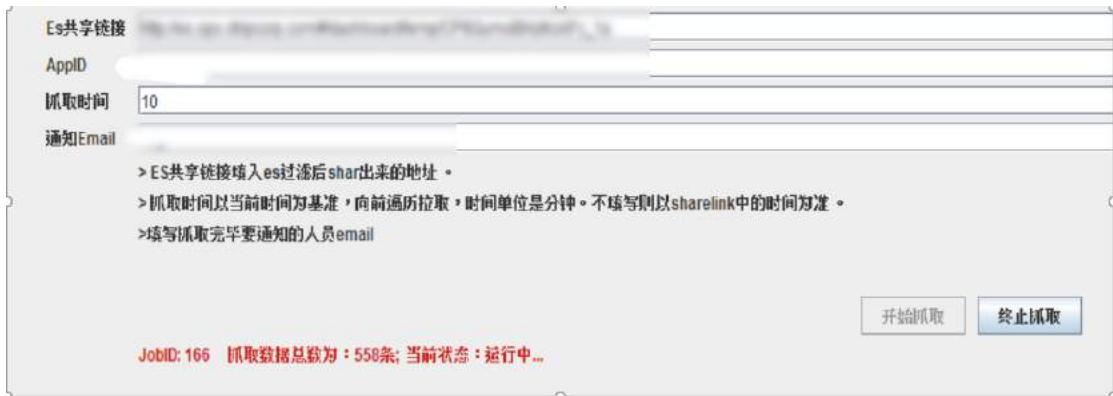 Es共享链接
AppID
抓取时间 10
通知Email
> ES共享链接填入es过滤后shar出来的地址 。
>抓取时间以当前时间为基准，向前遍历拉取，时间单位是分钟。不填写则以sharelink中的时间为准 。
>填写抓取完毕要通知的人员email
开始抓取 终止抓取
JobID: 166 抓取数据总数为：558条; 当前状态：运行中...